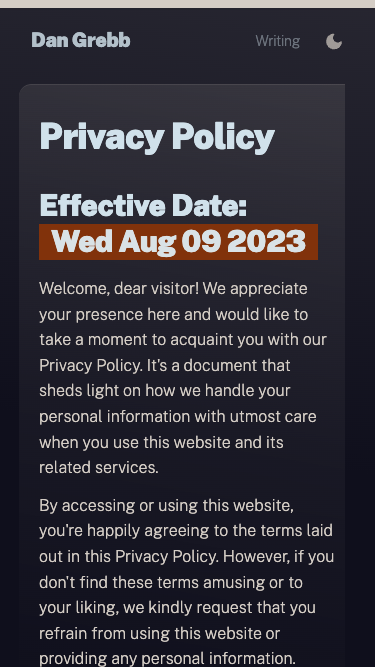 Dan Grebb
Writing
Privacy Policy
Effective Date:
Wed Aug 09 2023
Welcome, dear visitor! We appreciate
your presence here and would like to
take a moment to acquaint you with our
Privacy Policy. It's a document that
sheds light on how we handle your
personal information with utmost care
when you use this website and its
related services.
By accessing or using this website,
you're happily agreeing to the terms laid
out in this Privacy Policy. However, if you
don't find these terms amusing or to
your liking, we kindly request that you
refrain from using this website or
providing any personal information.